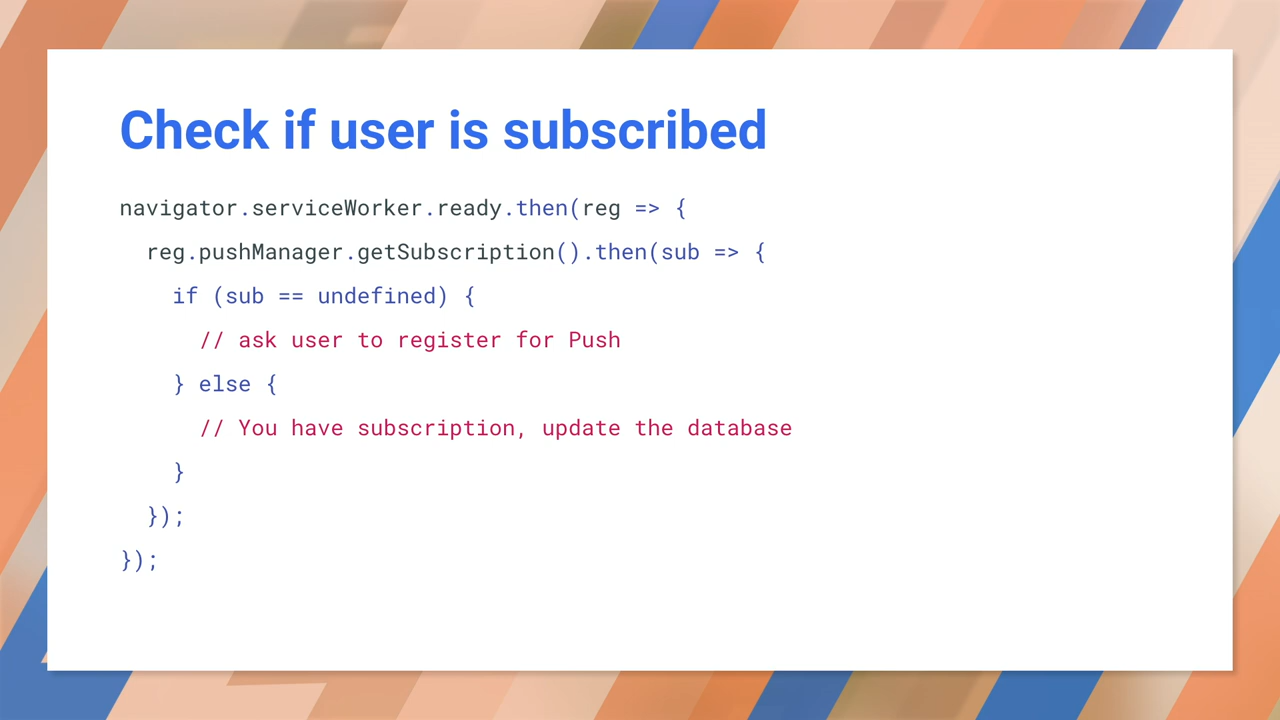 Check if user is subscribed
navigator.serviceWorker.ready.then(reg => {
  reg.pushManager.getSubscription().then(sub => {
    if (sub == undefined) {
      // ask user to register for Push
    } else {
      // You have subscription, update the database
    }
  });
});